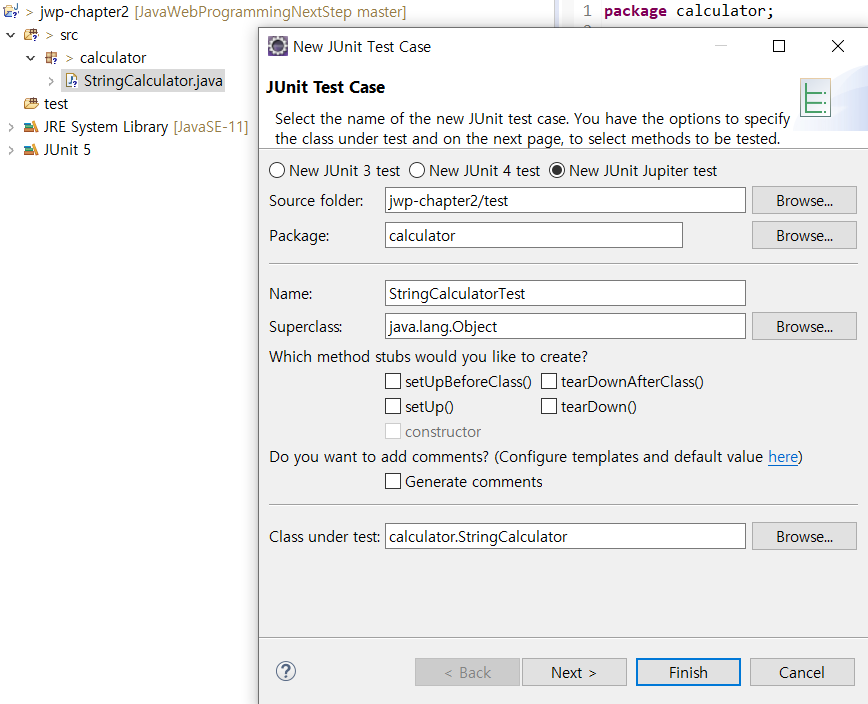 jwp-chapter2 [JavaWebProgrammingNextStep master]
src
calculator
StringCalculator.java
test
JRE System Library [JavaSE-11]
JUnit 5
1 package calculator;
New JUnit Test Case
JUnit Test Case
Select the name of the new JUnit test case. You have the options to specify
the class under test and on the next page, to select methods to be tested.
New JUnit 3 test New JUnit 4 test New JUnit Jupiter test
Source folder: jwp-chapter2/test Browse...
Package: calculator Browse...
Name: StringCalculatorTest
Superclass: java.lang.Object Browse...
Which method stubs would you like to create?
setUpBeforeClass() tearDownAfterClass()
setUp() tearDown()
constructor
Do you want to add comments? (Configure templates and default value here)
Generate comments
Class under test: calculator.StringCalculator Browse...
? < Back Next > Finish Cancel